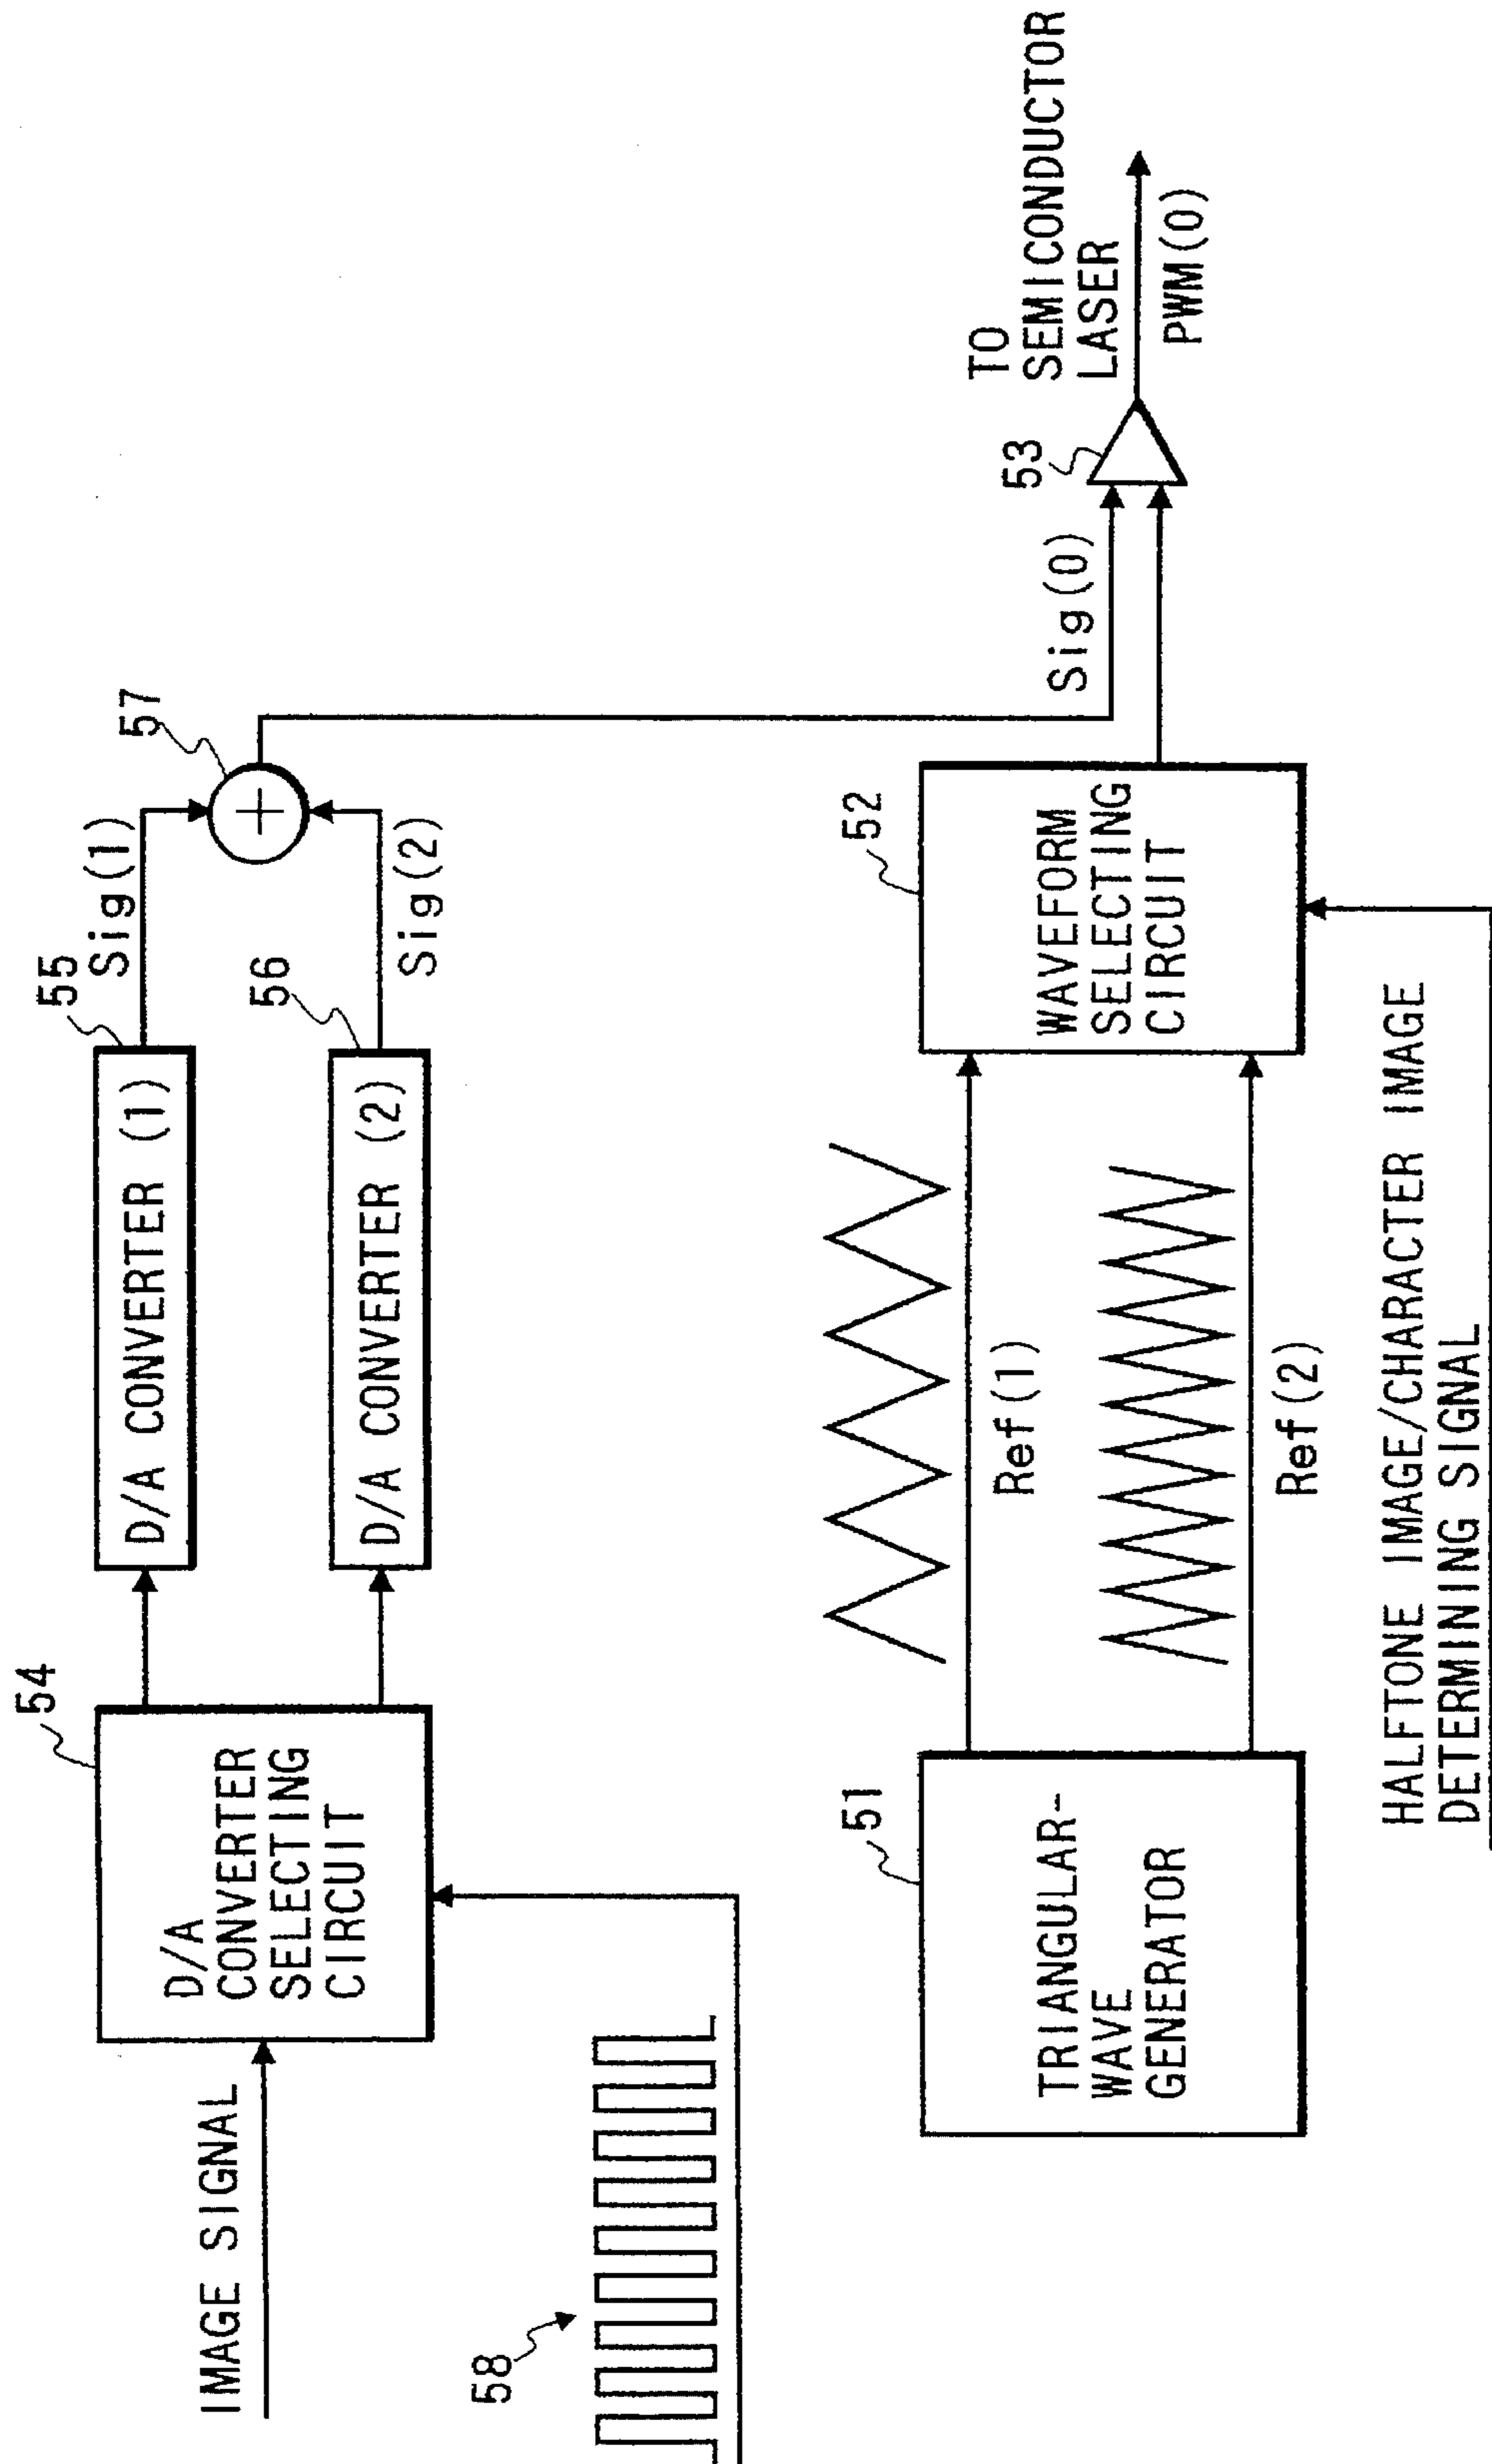 IMAGE SIGNAL
54
D/A
CONVERTER
SELECTING
CIRCUIT
55
D/A CONVERTER (1)
Sig(1)
56
D/A CONVERTER (2)
Sig(2)
57
58
51
TRIANGULAR-
WAVE
GENERATOR
Ref(1)
Ref(2)
52
WAVEFORM
SELECTING
CIRCUIT
Sig(0)
53
TO
SEMICONDUCTOR
LASER
PWM(0)
HALFTONE IMAGE/CHARACTER IMAGE
DETERMINING SIGNAL